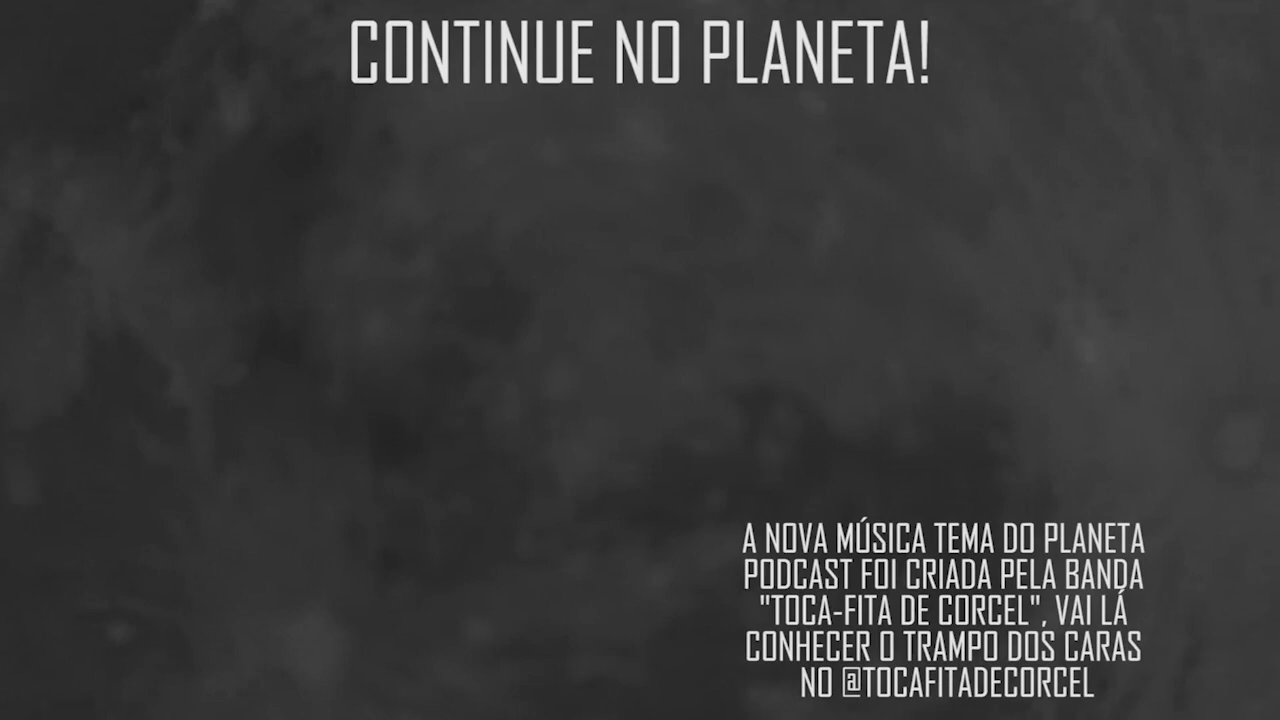 CONTINUE NO PLANETA!
A NOVA MÚSICA TEMA DO PLANETA
PODCAST FOI CRIADA PELA BANDA
"TOCA-FITA DE CORCEL", VAI LÁ
CONHECER O TRAMPO DOS CARAS
NO @TOCAFITADECORCEL